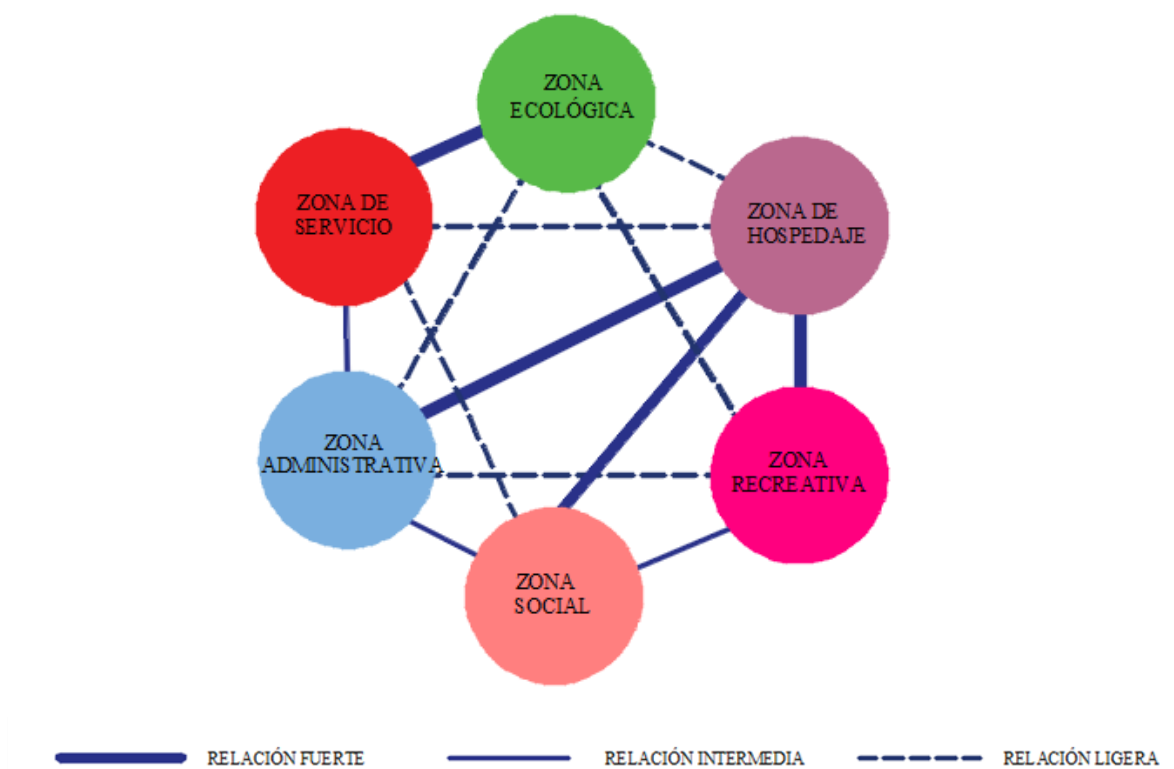 ZONA
ECOLÓGICA
ZONA DE
SERVICIO
ZONA DE
HOSPEDAJE
ZONA
ADMINISTRATIVA
ZONA
RECREATIVA
ZONA
SOCIAL
RELACIÓN FUERTE
RELACIÓN INTERMEDIA
RELACIÓN LIGERA